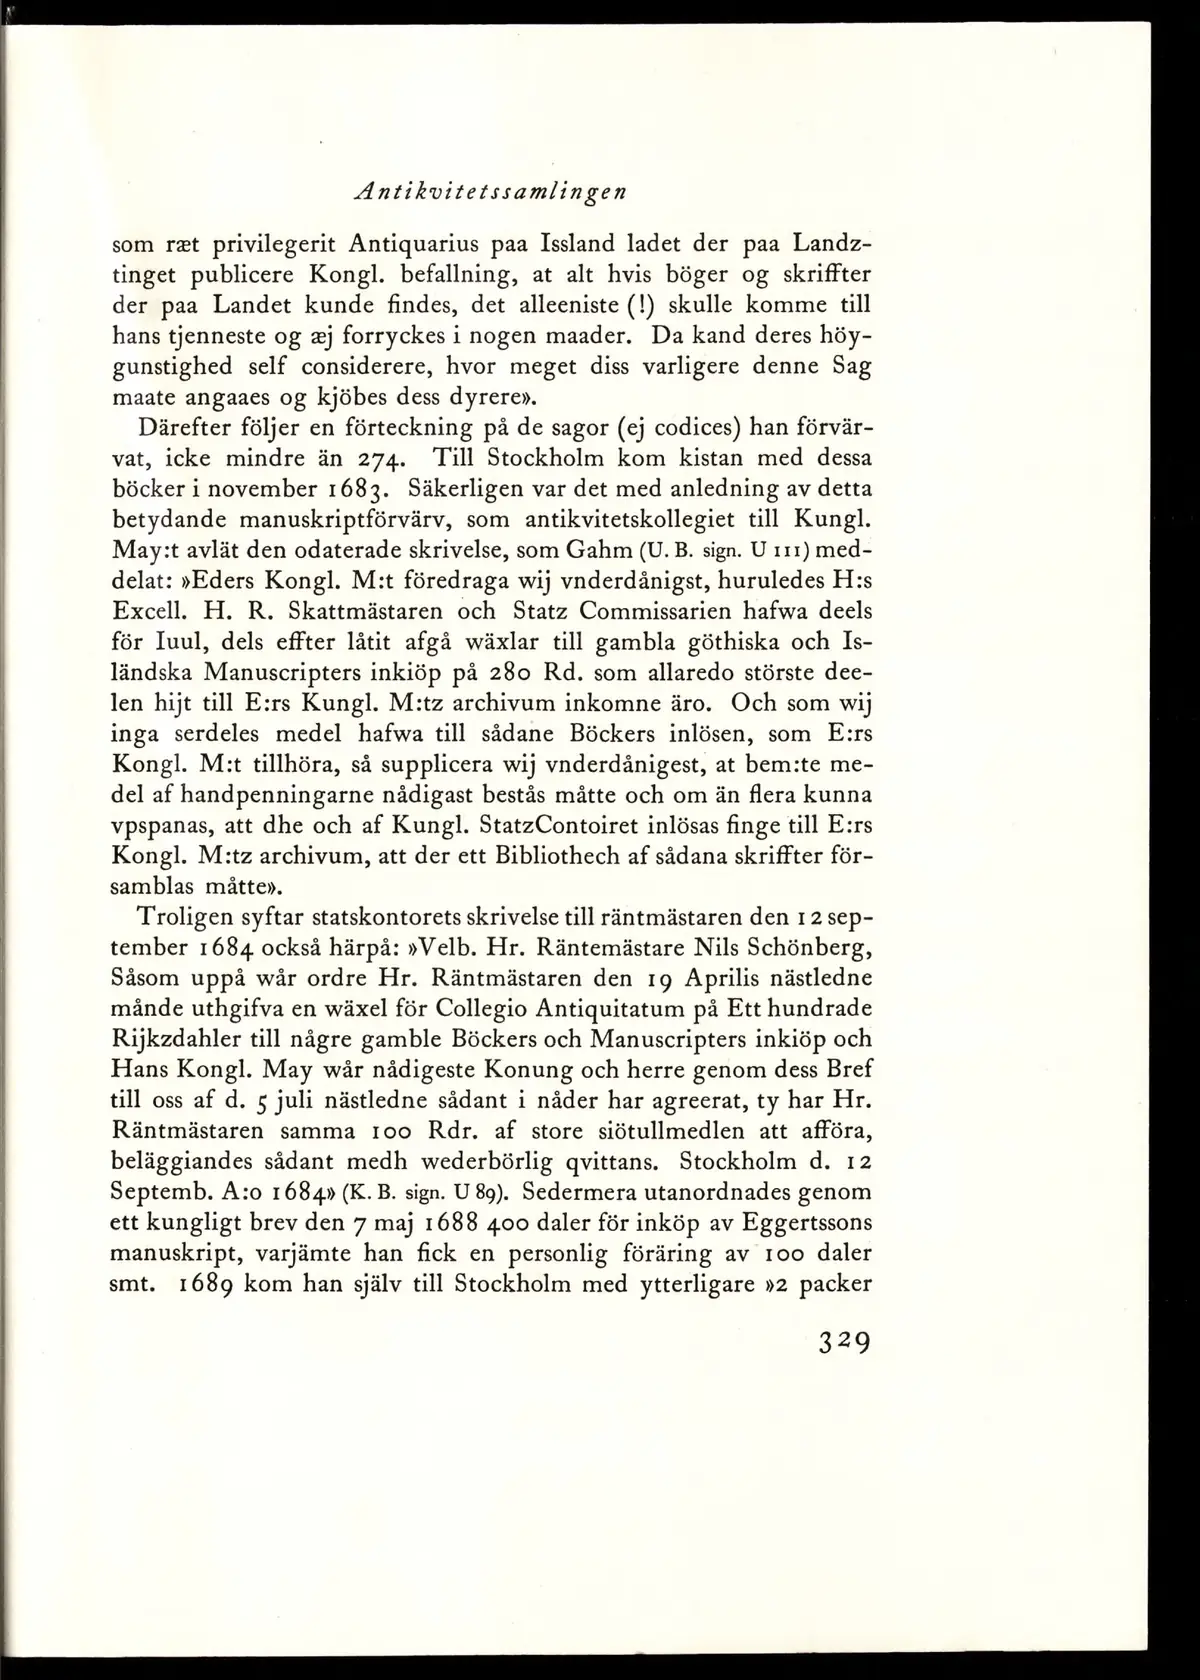 Antikvitetssamlingen
som ræt privilegerit Antiquarius paa Issland ladet der paa Landz-
tinget publicere Kongl. befallning, at alt hvis böger og skriffter
der paa Landet kunde findes, det alleeniste (!) skulle komme till
hans tjenneste og æj forryckes i nogen maader. Da kand deres höy-
gunstighed self considerere, hvor meget diss varligere denne Sag
maate angaaes og kjöbes dess dyrere».
Därefter följer en förteckning på de sagor (ej codices) han förvär-
vat, icke mindre än 274. Till Stockholm kom kistan med dessa
böcker i november 1683. Säkerligen var det med anledning av detta
betydande manuskriptförvärv, som antikvitetskollegiet till Kungl.
May:t avlät den odaterade skrivelse, som Gahm (U. B. sign. U 111) med-
delat: »Eders Kongl. M:t föredraga wij vnderdånigst, huruledes H:s
Excell. H. R. Skattmästaren och Statz Commissarien hafwa deels
för Iuul, dels effter låtit afgå wäxlar till gambla göthiska och Is-
ländska Manuscripters inkiöp på 280 Rd. som allaredo störste dee-
len hijt till E:rs Kungl. M:tz archivum inkomne äro. Och som wij
inga serdeles medel hafwa till sådane Böckers inlösen, som E:rs
Kongl. M:t tillhöra, så supplicera wij vnderdånigest, at bem:te me-
del af handpenningarne nådigast bestås måtte och om än flera kunna
vpspanas, att dhe och af Kungl. StatzContoiret inlösas finge till E:rs
Kongl. M:tz archivum, att der ett Bibliothech af sådana skriffter för-
samblas måtte».
Troligen syftar statskontorets skrivelse till räntmästaren den 12 sep-
tember 1684 också härpå: »Velb. Hr. Räntemästare Nils Schönberg,
Såsom uppå wår ordre Hr. Räntmästaren den 19 Aprilis nästledne
månde uthgifva en wäxel för Collegio Antiquitatum på Ett hundrade
Rijkzdahler till någre gamble Böckers och Manuscripters inkiöp och
Hans Kongl. May wår nådigeste Konung och herre genom dess Bref
till oss af d. 5 juli nästledne sådant i nåder har agreerat, ty har Hr.
Räntmästaren samma 100 Rdr. af store siötullmedlen att afföra,
beläggiandes sådant medh wederbörlig qvittans. Stockholm d. 12
Septemb. A:o 1684» (K. B. sign. U 89). Sedermera utanordnades genom
ett kungligt brev den 7 maj 1688 400 daler för inköp av Eggertssons
manuskript, varjämte han fick en personlig föräring av 100 daler
smt. 1689 kom han själv till Stockholm med ytterligare »2 packer
329